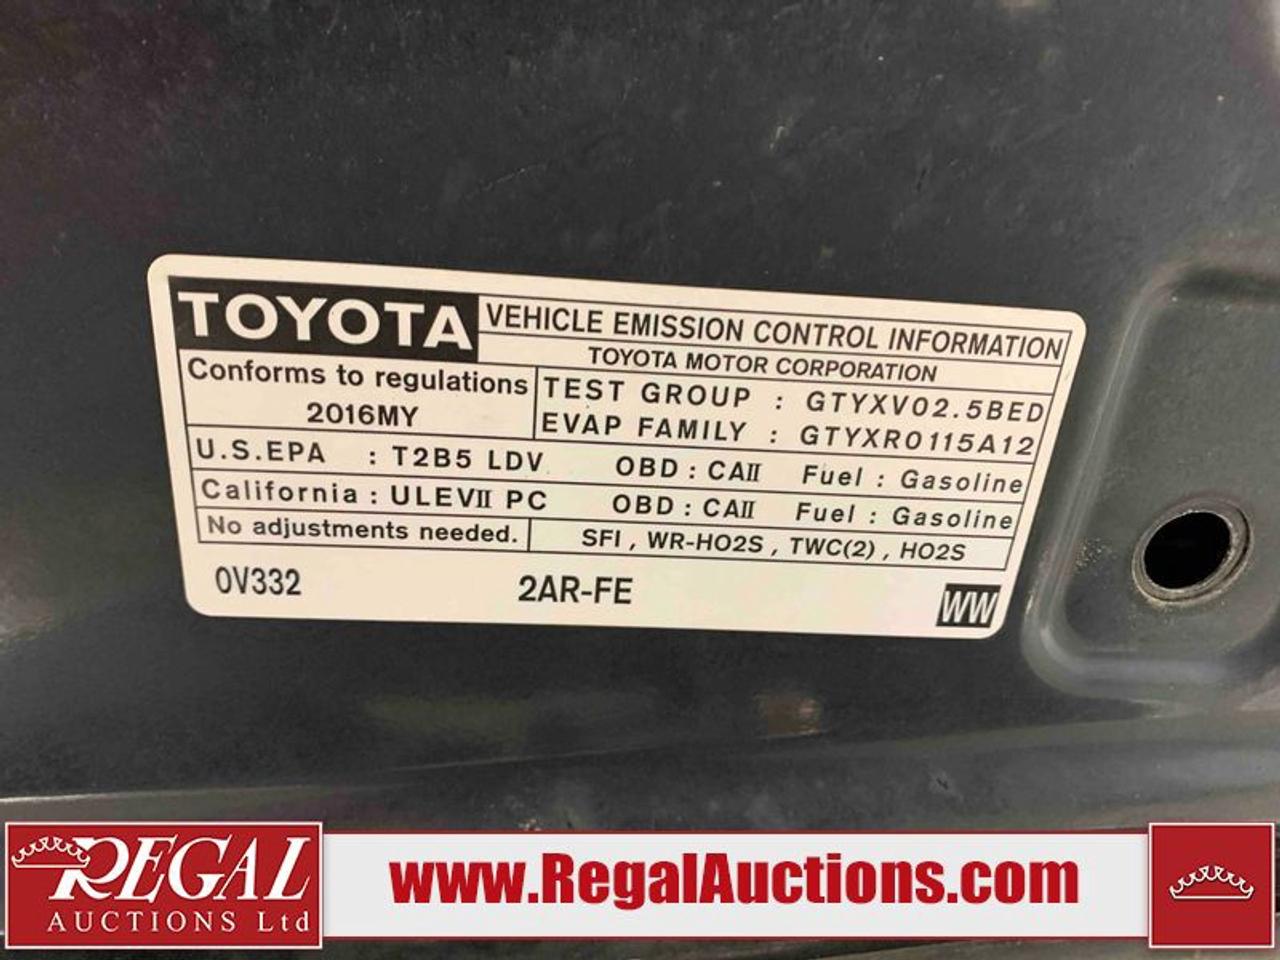 TOYOTA VEHICLE EMISSION CONTROL INFORMATION
TOYOTA MOTOR CORPORATION
Conforms to regulations
2016MY
TEST GROUP : GTYXV02.5BED
EVAP FAMILY : GTYXR0115A12
U.S.EPA : T2B5 LDV OBD : CAII Fuel : Gasoline
California : ULEVII PC OBD : CAII Fuel : Gasoline
No adjustments needed. SFI , WR-HO2S , TWC(2) , HO2S
0V332 2AR-FE WW
REGAL
AUCTIONS Ltd
www.RegalAuctions.com